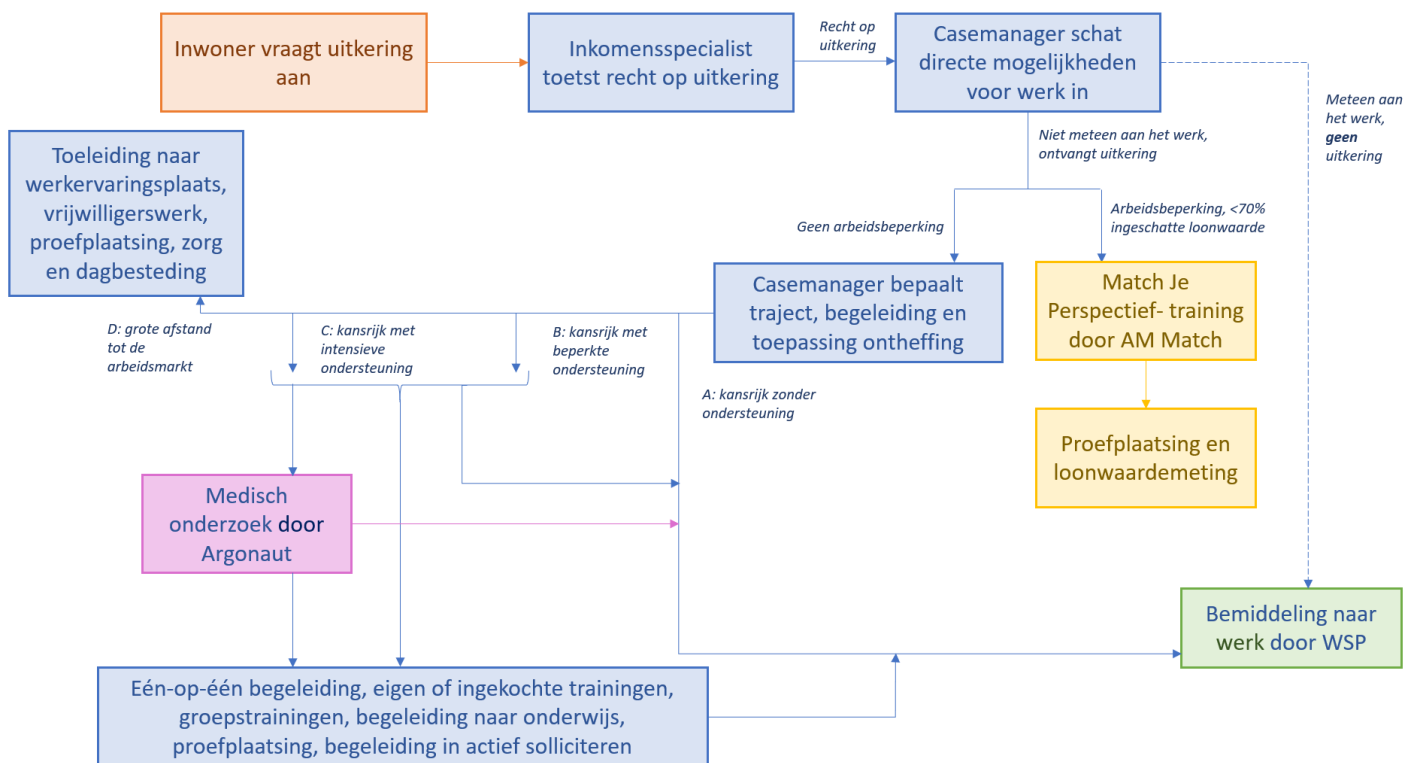 Inwoner vraagt uitkering
aan
Inkomensspecialist
toetst recht op uitkering
Recht op
uitkering
Casemanager schat
directe mogelijkheden
voor werk in
Meteen aan
het werk,
geen
uitkering
Niet meteen aan het werk,
ontvangt uitkering
Toeleiding naar
werkervaringsplaats,
vrijwilligerswerk,
proefplaatsing, zorg
en dagbesteding
Geen arbeidsbeperking
Arbeidsbeperking, <70%
ingeschatte loonwaarde
Casemanager bepaalt
traject, begeleiding en
toepassing ontheffing
Match Je
Perspectief- training
door AM Match
D: grote afstand
tot de
arbeidsmarkt
C: kansrijk met
intensieve
ondersteuning
B: kansrijk met
beperkte
ondersteuning
A: kansrijk zonder
ondersteuning
Proefplaatsing en
loonwaardemeting
Medisch
onderzoek door
Argonaut
Bemiddeling naar
werk door WSP
Eén-op-één begeleiding, eigen of ingekochte trainingen,
groepstrainingen, begeleiding naar onderwijs,
proefplaatsing, begeleiding in actief solliciteren